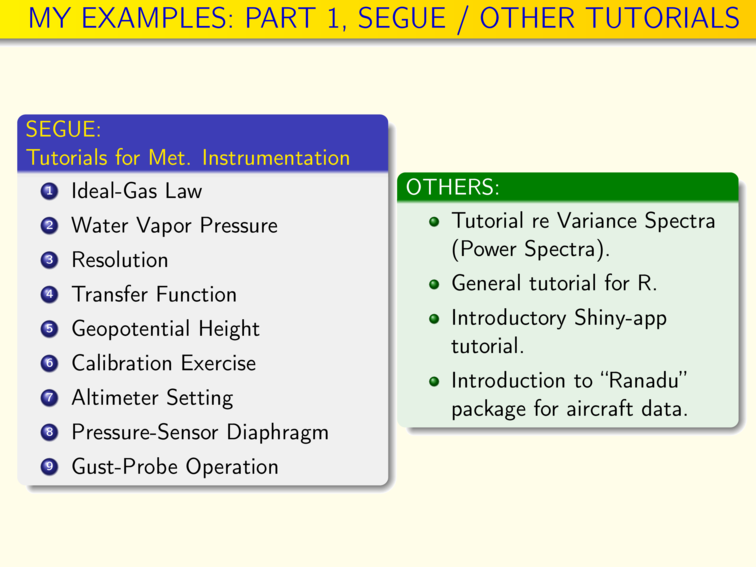 MY EXAMPLES: PART 1, SEGUE / OTHER TUTORIALS
SEGUE:
Tutorials for Met. Instrumentation
1 Ideal-Gas Law
2 Water Vapor Pressure
3 Resolution
4 Transfer Function
5 Geopotential Height
6 Calibration Exercise
7 Altimeter Setting
8 Pressure-Sensor Diaphragm
9 Gust-Probe Operation
OTHERS:
Tutorial re Variance Spectra
(Power Spectra).
General tutorial for R.
Introductory Shiny-app
tutorial.
Introduction to “Ranadu”
package for aircraft data.